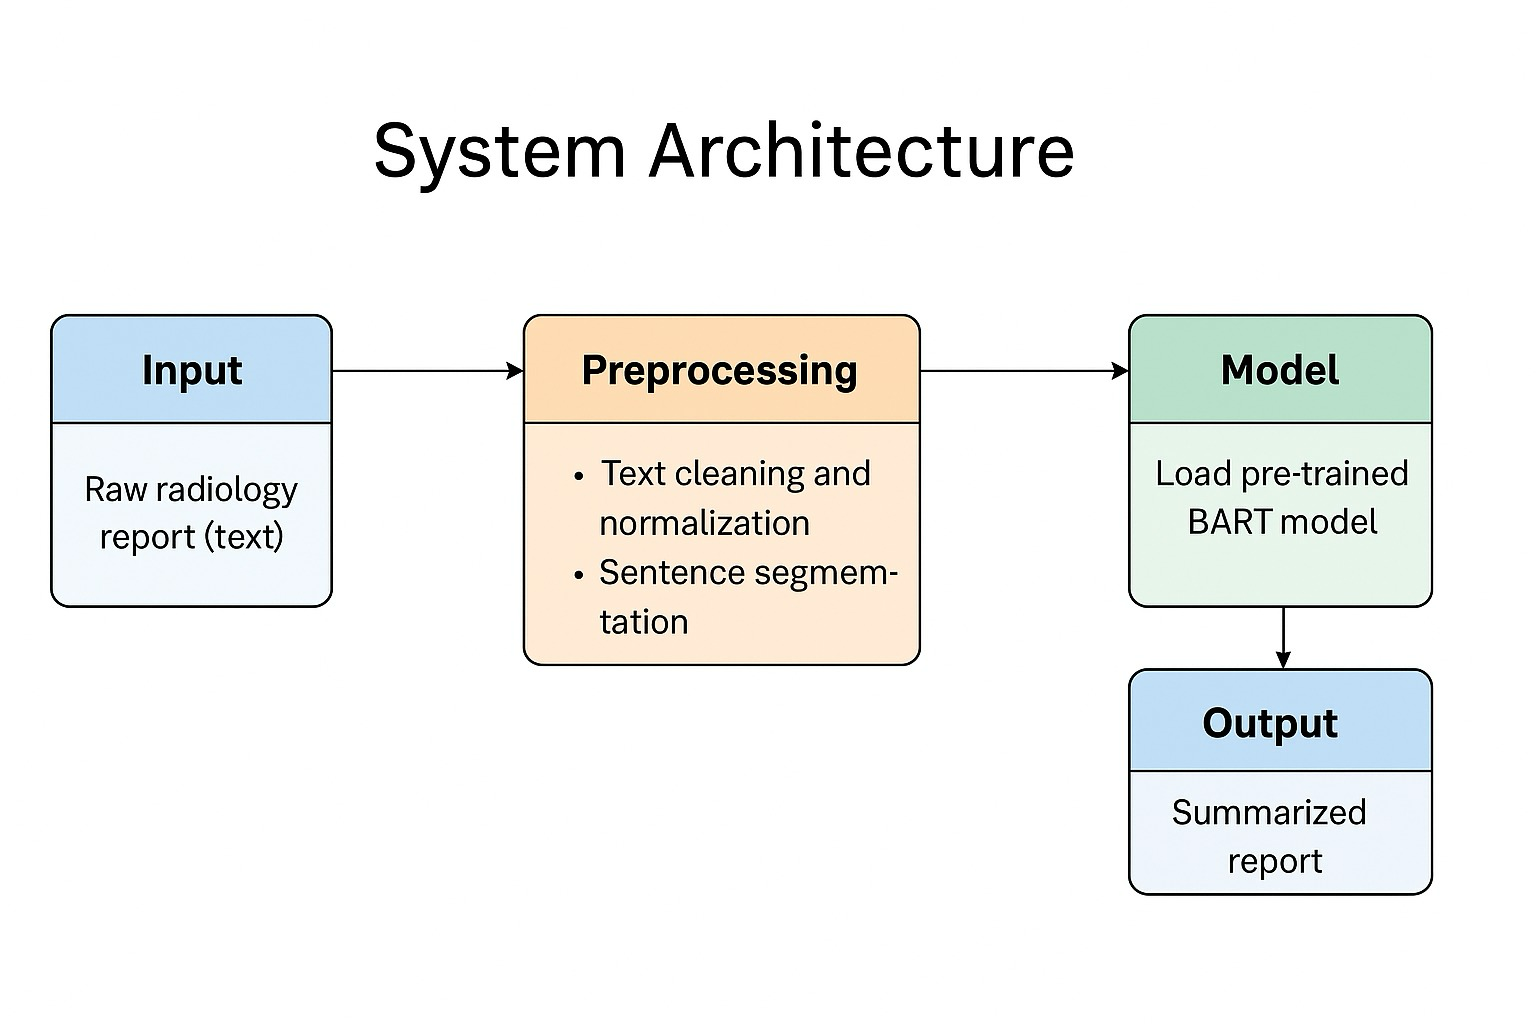 System Architecture
Input
Raw radiology
report (text)
Preprocessing
• Text cleaning and
normalization
• Sentence segmem-
tation
Model
Load pre-trained
BART model
Output
Summarized
report